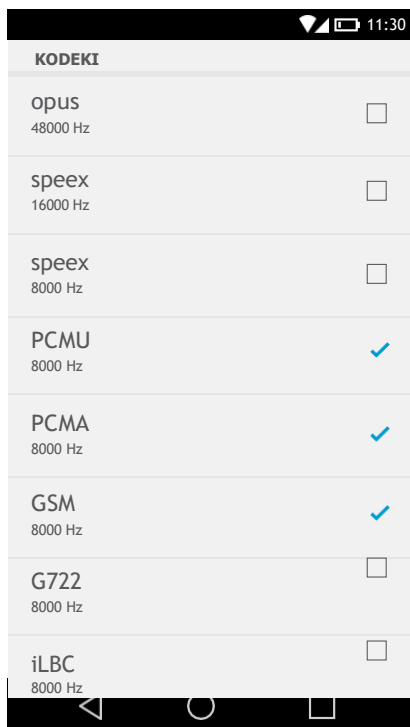 11:30
KODEKI
opus
48000 Hz
speex
16000 Hz
speex
8000 Hz
PCMU
8000 Hz
PCMA
8000 Hz
GSM
8000 Hz
G722
8000 Hz
iLBC
8000 Hz